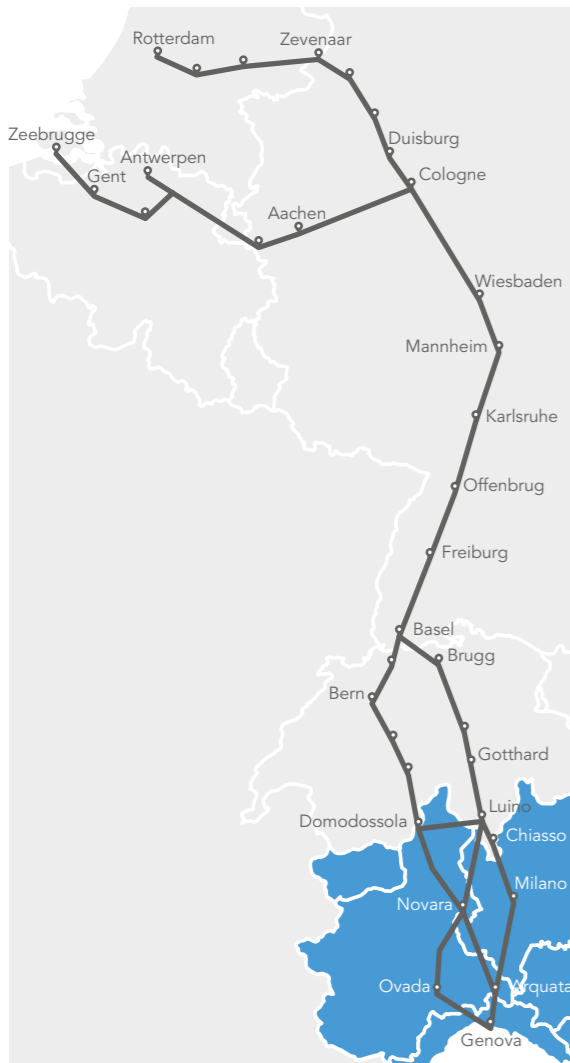 Rotterdam
Zevenaar
Duisburg
Zeebrugge
Antwerpen
Gent
Cologne
Aachen
Wiesbaden
Mannheim
Karlsruhe
Offenbrug
Freiburg
Basel
Brugg
Bern
Gotthard
Luino
Domodossola
Chiasso
Milano
Novara
Ovada
Arquata
Genova